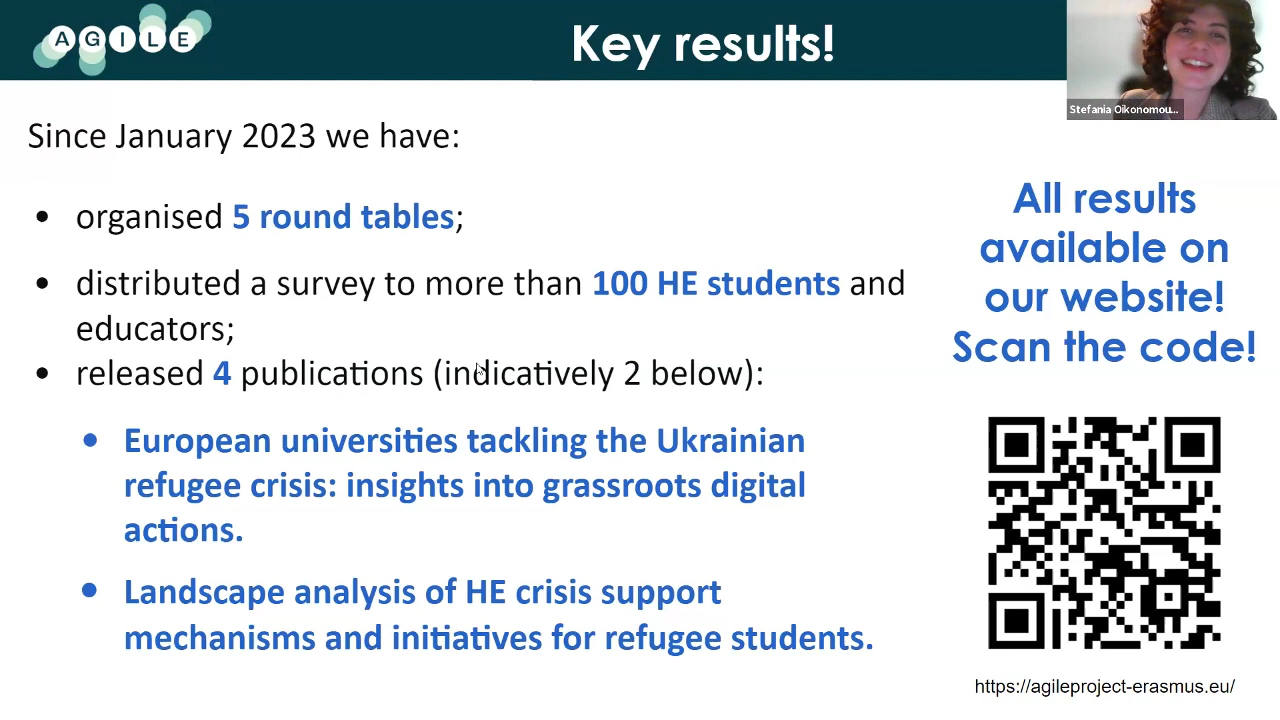 AGILE
Key results!
Stefania Oikonomou...
Since January 2023 we have:
• organised 5 round tables;
• distributed a survey to more than 100 HE students and
educators;
• released 4 publications (indicatively 2 below):
• European universities tackling the Ukrainian
refugee crisis: insights into grassroots digital
actions.
• Landscape analysis of HE crisis support
mechanisms and initiatives for refugee students.
All results
available on
our website!
Scan the code!
https://agileproject-erasmus.eu/